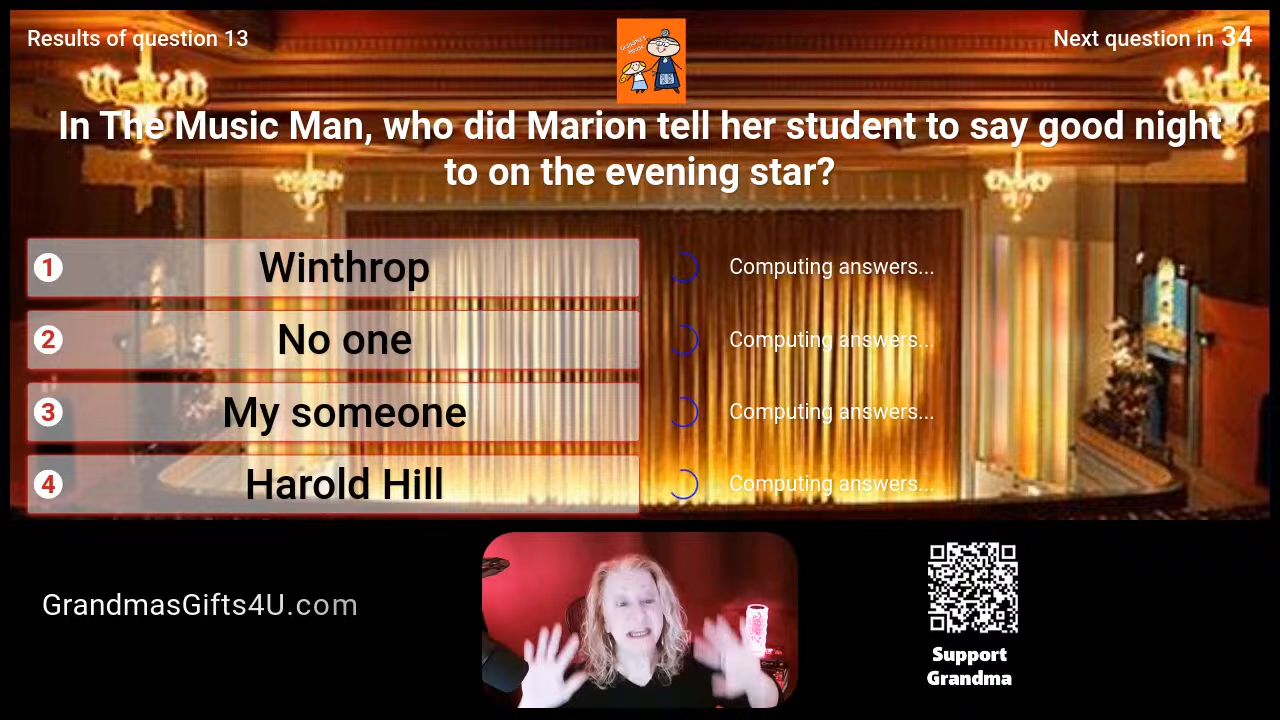 Results of question 13
Next question in 34
Grandma's
House
In The Music Man, who did Marion tell her student to say good night
to on the evening star?
1 Winthrop Computing answers...
2 No one Computing answers...
3 My someone Computing answers...
4 Harold Hill Computing answers...
GrandmasGifts4U.com
Support
Grandma